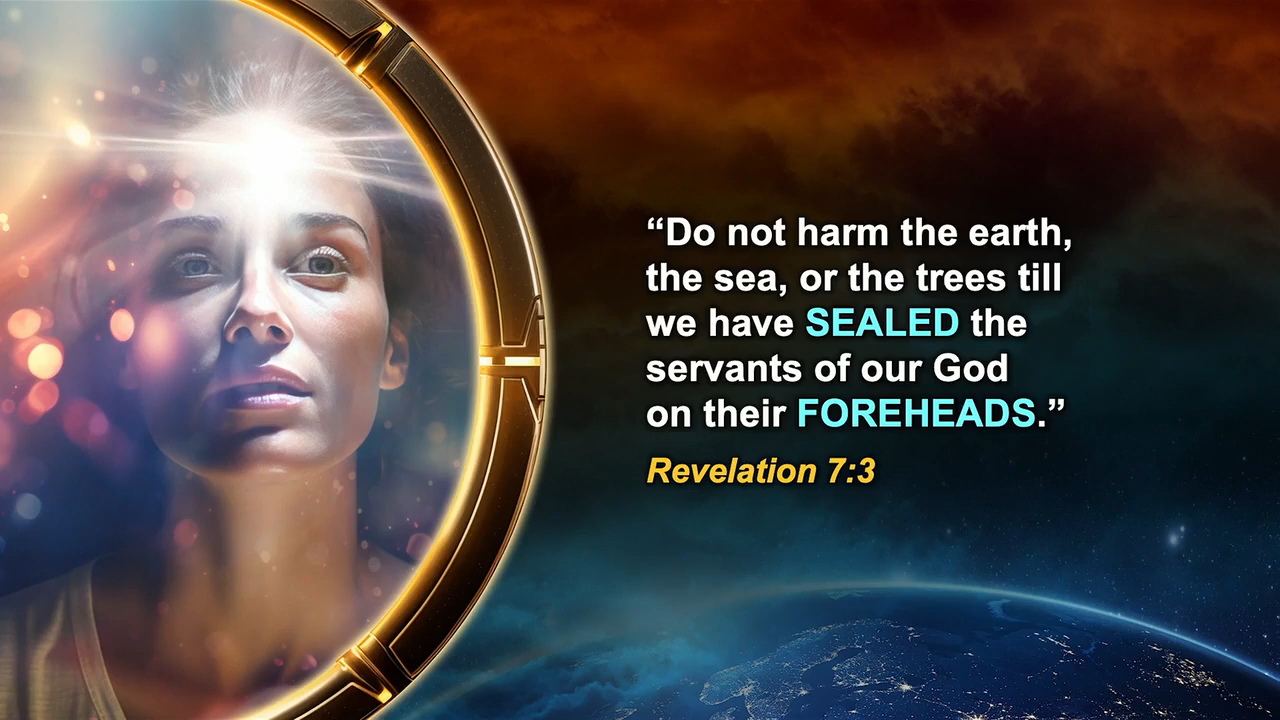 “Do not harm the earth,
the sea, or the trees till
we have SEALED the
servants of our God
on their FOREHEADS.”
Revelation 7:3